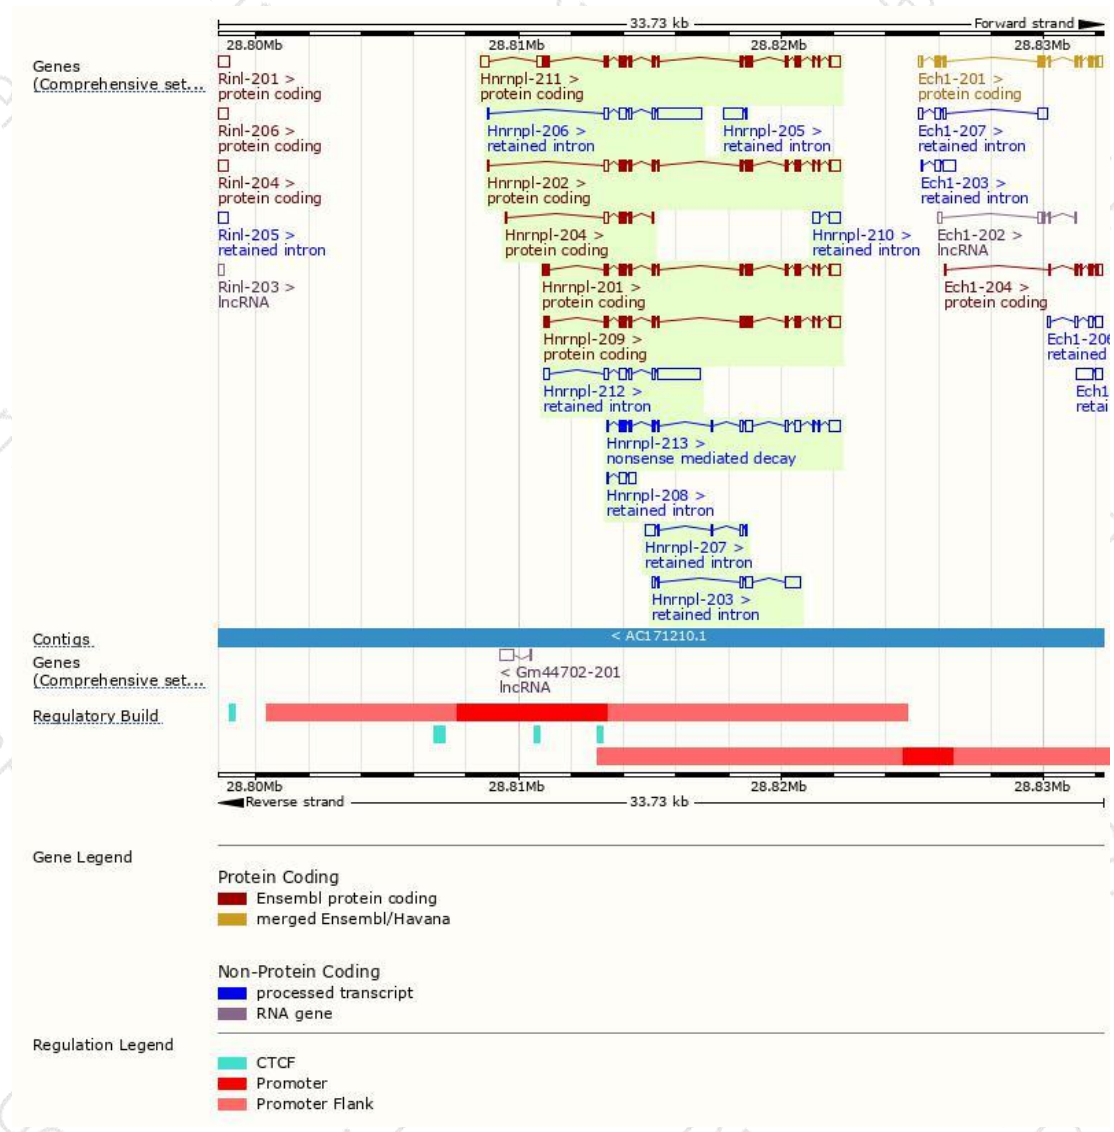 33.73 kb
Forward strand
28.80Mb 28.81Mb 28.82Mb 28.83Mb
Genes
(Comprehensive set...
Rinl-201 >
protein coding
Hnrnpl-211 >
protein coding
Ech1-201 >
protein coding
Rinl-206 >
protein coding
Hnrnpl-206 >
retained intron
Hnrnpl-205 >
retained intron
Ech1-207 >
retained intron
Rinl-204 >
protein coding
Hnrnpl-202 >
protein coding
Ech1-203 >
retained intron
Rinl-205 >
retained intron
Hnrnpl-204 >
protein coding
Hnrnpl-210 >
retained intron
Ech1-202 >
lncRNA
Rinl-203 >
lncRNA
Hnrnpl-201 >
protein coding
Ech1-204 >
protein coding
Hnrnpl-209 >
protein coding
Ech1-206
retained
Hnrnpl-212 >
retained intron
Ech1
retai
Hnrnpl-213 >
nonsense mediated decay
Hnrnpl-208 >
retained intron
Hnrnpl-207 >
retained intron
Hnrnpl-203 >
retained intron
Contigs
< AC171210.1
Genes
(Comprehensive set...
< Gm44702-201
lncRNA
Regulatory Build
28.80Mb 28.81Mb 28.82Mb 28.83Mb
Reverse strand
33.73 kb
Gene Legend
Protein Coding
Ensembl protein coding
merged Ensembl/Havana
Non-Protein Coding
processed transcript
RNA gene
Regulation Legend
CTCF
Promoter
Promoter Flank